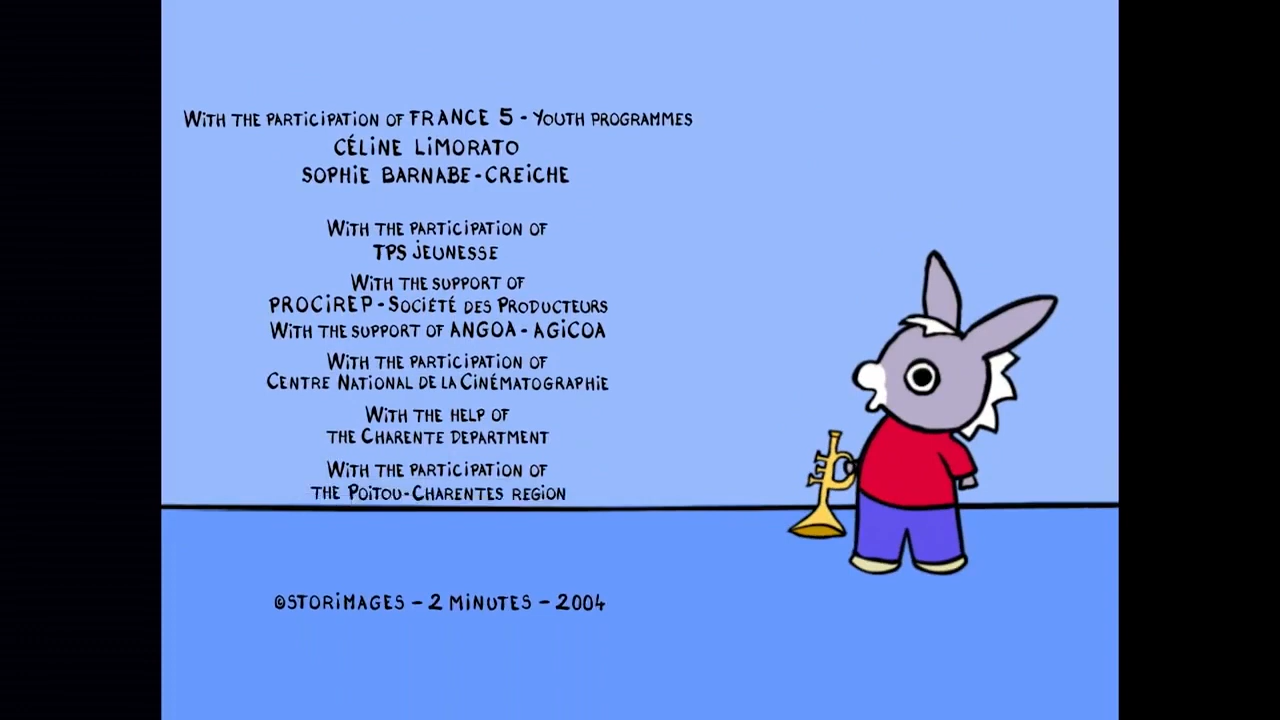 WiTH THE PARTiCiPATiON OF FRANCE 5 - YOUTH PROGRAMMES
CÉLiNE LiMORATO
SOPHiE BARNABE-CREiCHE
WiTH THE PARTiCiPATiON OF
TPS JEUNESSE
WiTH THE SUPPORT OF
PROCiREP - SOCiÉTÉ DES PRODUCTEURS
WiTH THE SUPPORT OF ANGOA - AGiCOA
WiTH THE PARTiCiPATiON OF
CENTRE NATiONAL DE LA CiNÉMATOGRAPHiE
WiTH THE HELP OF
THE CHARENTE DEPARTMENT
WiTH THE PARTiCiPATiON OF
THE POiTOU-CHARENTES REGiON
©STORiMAGES - 2 MiNUTES - 2004